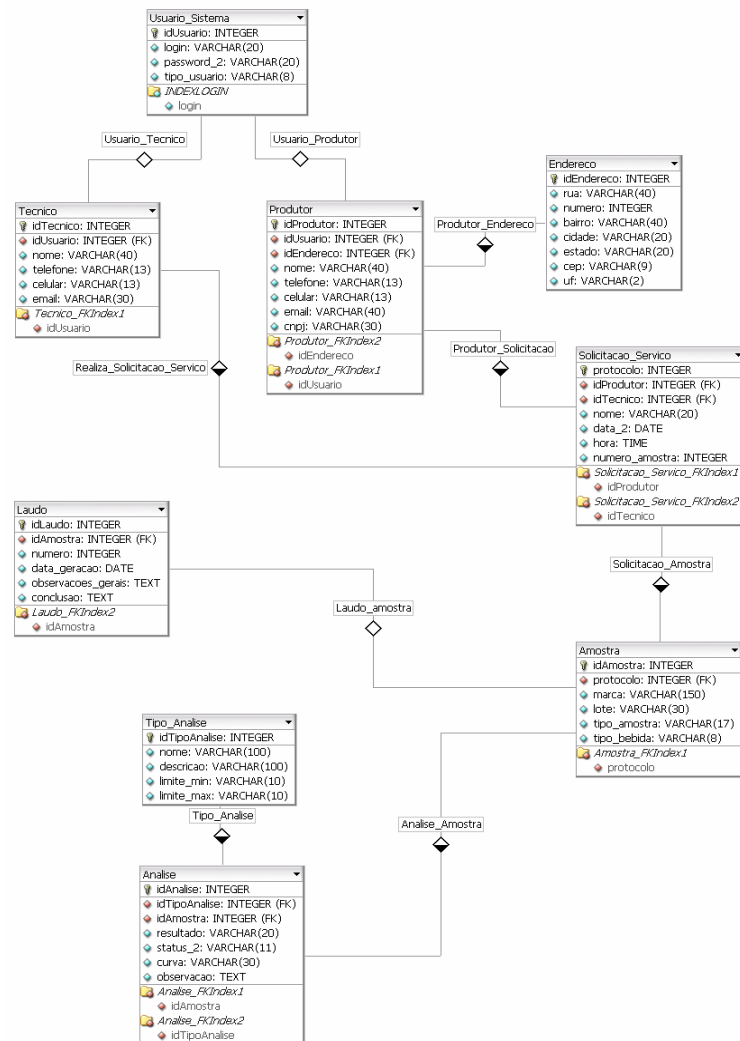 Usuario_Sistema
idUsuario: INTEGER
login: VARCHAR(20)
password_2: VARCHAR(20)
tipo_usuario: VARCHAR(8)
INDEXLOGIN
login
Usuario_Tecnico
Usuario_Produtor
Endereco
idEndereco: INTEGER
rua: VARCHAR(40)
numero: INTEGER
bairro: VARCHAR(40)
cidade: VARCHAR(20)
estado: VARCHAR(20)
cep: VARCHAR(9)
uf: VARCHAR(2)
Tecnico
idTecnico: INTEGER
idUsuario: INTEGER (FK)
nome: VARCHAR(40)
telefone: VARCHAR(13)
celular: VARCHAR(13)
email: VARCHAR(30)
Tecnico_FKIndex1
idUsuario
Produtor
idProdutor: INTEGER
idUsuario: INTEGER (FK)
idEndereco: INTEGER (FK)
nome: VARCHAR(40)
telefone: VARCHAR(13)
celular: VARCHAR(13)
email: VARCHAR(40)
cnpj: VARCHAR(30)
Produtor_FKIndex2
idEndereco
Produtor_FKIndex1
idUsuario
Produtor_Endereco
Produtor_Solicitacao
Realiza_Solicitacao_Servico
Solicitacao_Servico
protocolo: INTEGER
idProdutor: INTEGER (FK)
idTecnico: INTEGER (FK)
nome: VARCHAR(20)
data_2: DATE
hora: TIME
numero_amostra: INTEGER
Solicitacao_Servico_FKIndex1
idProdutor
Solicitacao_Servico_FKIndex2
idTecnico
Laudo
idLaudo: INTEGER
idAmostra: INTEGER (FK)
numero: INTEGER
data_geracao: DATE
observacoes_gerais: TEXT
conclusao: TEXT
Laudo_FKIndex2
idAmostra
Solicitacao_Amostra
Laudo_amostra
Amostra
idAmostra: INTEGER
protocolo: INTEGER (FK)
marca: VARCHAR(150)
lote: VARCHAR(30)
tipo_amostra: VARCHAR(17)
tipo_bebida: VARCHAR(8)
Amostra_FKIndex1
protocolo
Tipo_Analise
idTipoAnalise: INTEGER
nome: VARCHAR(100)
descricao: VARCHAR(100)
limite_min: VARCHAR(10)
limite_max: VARCHAR(10)
Tipo_Analise
Analise_Amostra
Analise
idAnalise: INTEGER
idTipoAnalise: INTEGER (FK)
idAmostra: INTEGER (FK)
resultado: VARCHAR(20)
status_2: VARCHAR(11)
curva: VARCHAR(30)
observacao: TEXT
Analise_FKIndex1
idAmostra
Analise_FKIndex2
idTipoAnalise